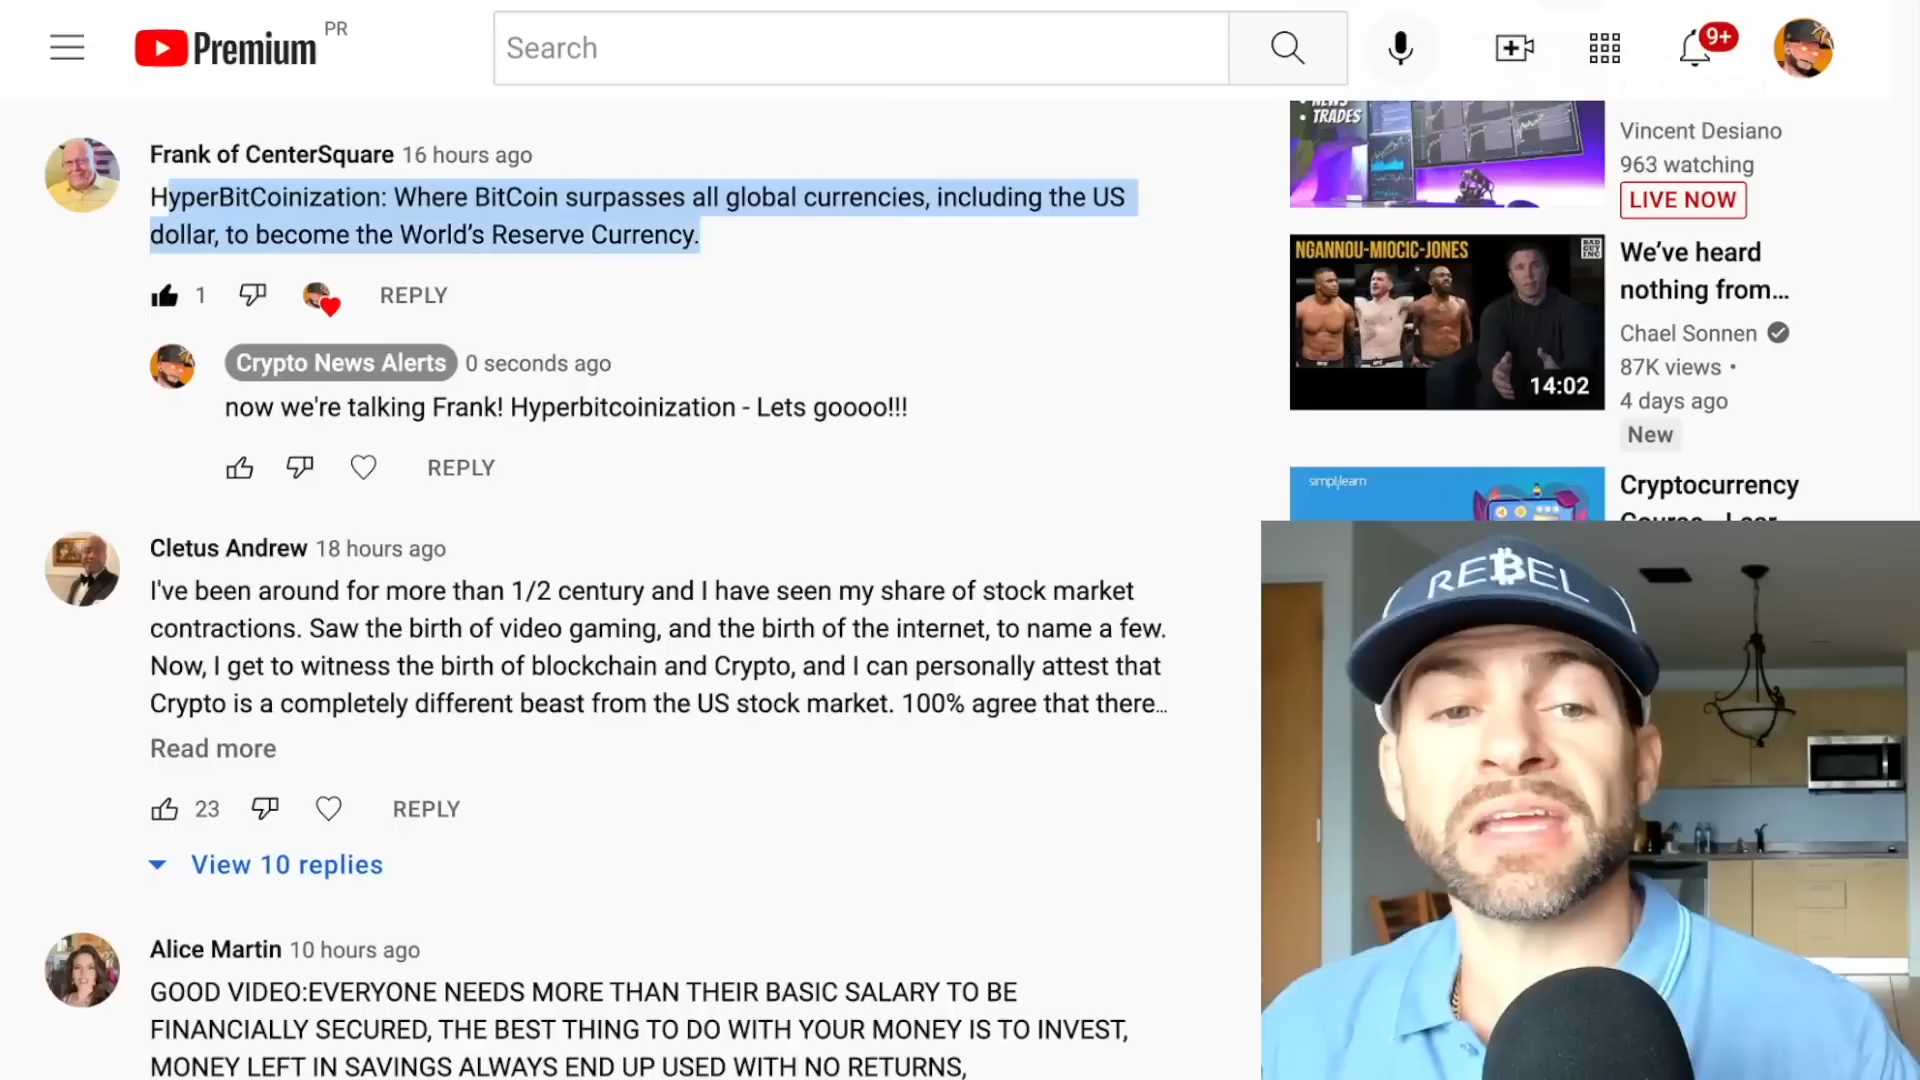 Premium PR
Search
9+
Frank of CenterSquare 16 hours ago
HyperBitCoinization: Where BitCoin surpasses all global currencies, including the US
dollar, to become the World’s Reserve Currency.
1
REPLY
Crypto News Alerts 0 seconds ago
now we're talking Frank! Hyperbitcoinization - Lets goooo!!!
REPLY
Cletus Andrew 18 hours ago
I've been around for more than 1/2 century and I have seen my share of stock market
contractions. Saw the birth of video gaming, and the birth of the internet, to name a few.
Now, I get to witness the birth of blockchain and Crypto, and I can personally attest that
Crypto is a completely different beast from the US stock market. 100% agree that there…
Read more
23
REPLY
View 10 replies
Alice Martin 10 hours ago
GOOD VIDEO:EVERYONE NEEDS MORE THAN THEIR BASIC SALARY TO BE
FINANCIALLY SECURED, THE BEST THING TO DO WITH YOUR MONEY IS TO INVEST,
MONEY LEFT IN SAVINGS ALWAYS END UP USED WITH NO RETURNS,
• NEWS
• TRADES
Vincent Desiano
963 watching
LIVE NOW
NGANNOU-MIOCIC-JONES
BAD
GUY
INC
14:02
We’ve heard
nothing from...
Chael Sonnen
87K views •
4 days ago
New
simplilearn
Cryptocurrency
REBEL